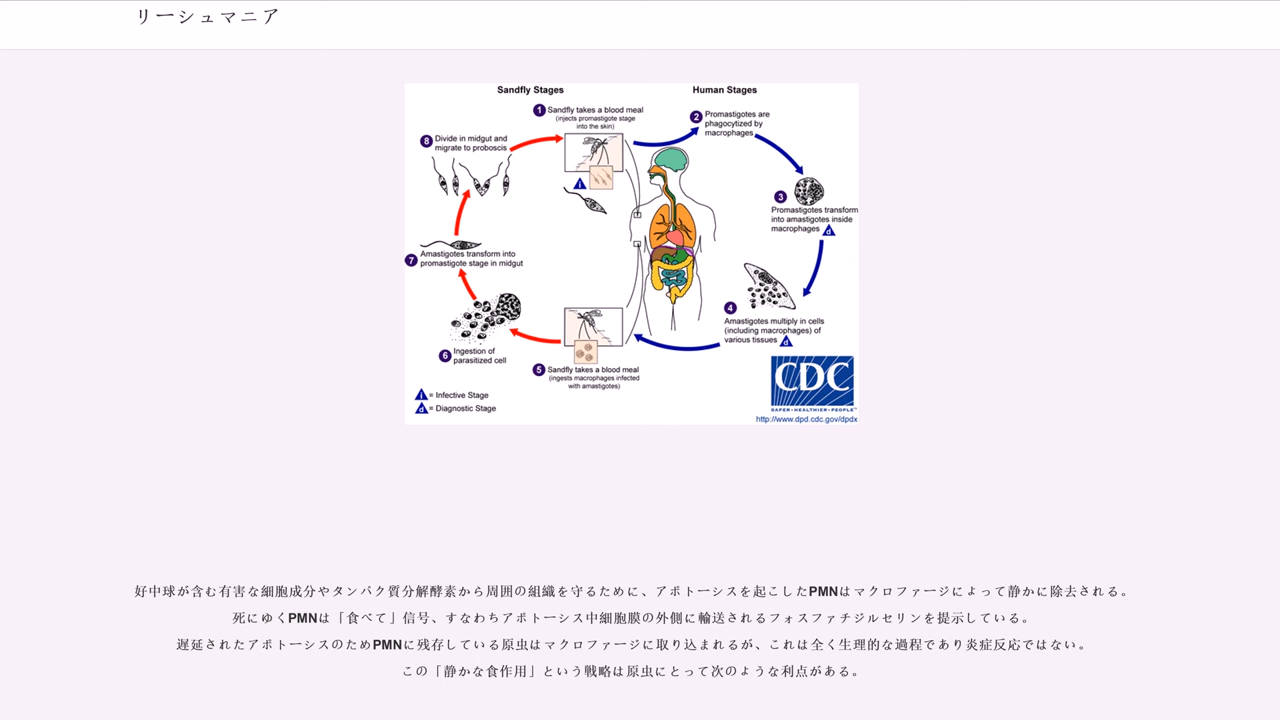 リーシュマニア
Sandfly Stages
Human Stages
1 Sandfly takes a blood meal
(injects promastigote stage
into the skin)
2 Promastigotes are
phagocytized by
macrophages
8 Divide in midgut and
migrate to proboscis
i
3
Promastigotes transform
into amastigotes inside
macrophages d
7 Amastigotes transform into
promastigote stage in midgut
4
Amastigotes multiply in cells
(including macrophages) of
various tissues d
6 Ingestion of
parasitized cell
5 Sandfly takes a blood meal
(ingests macrophages infected
with amastigotes)
i = Infective Stage
d = Diagnostic Stage
CDC
SAFER·HEALTHIER·PEOPLE™
http://www.dpd.cdc.gov/dpdx
好中球が含む有害な細胞成分やタンパク質分解酵素から周囲の組織を守るために、アポトーシスを起こしたPMNはマクロファージによって静かに除去される。
死にゆくPMNは「食べて」信号、すなわちアポトーシス中細胞膜の外側に輸送されるフォスファチジルセリンを提示している。
遅延されたアポトーシスのためPMNに残存している原虫はマクロファージに取り込まれるが、これは全く生理的な過程であり炎症反応ではない。
この「静かな食作用」という戦略は原虫にとって次のような利点がある。